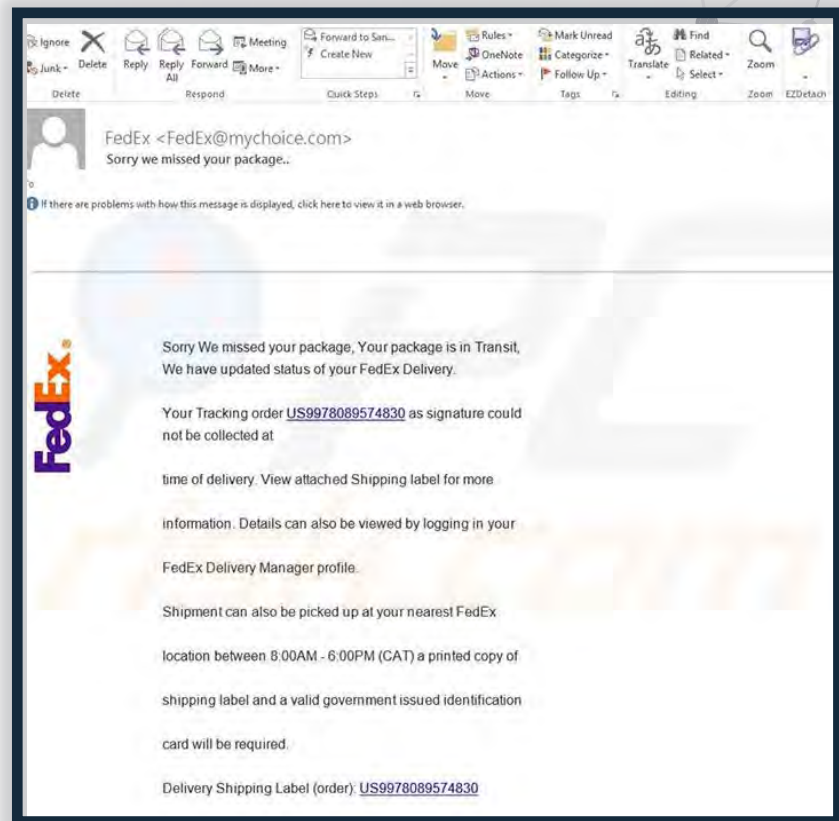 Ignore
Junk
Delete
Reply
Reply All
Forward
Meeting
More
Forward to San...
Create New
Move
Rules
OneNote
Actions
Mark Unread
Categorize
Follow Up
Translate
Find
Related
Select
Zoom
Delete
Respond
Quick Steps
Move
Tags
Editing
Zoom
EZDetach
FedEx <FedEx@mychoice.com>
Sorry we missed your package..
To
If there are problems with how this message is displayed, click here to view it in a web browser.
FedEx®
Sorry We missed your package, Your package is in Transit,
We have updated status of your FedEx Delivery.
Your Tracking order US9978089574830 as signature could
not be collected at
time of delivery. View attached Shipping label for more
information. Details can also be viewed by logging in your
FedEx Delivery Manager profile.
Shipment can also be picked up at your nearest FedEx
location between 8:00AM - 6:00PM (CAT) a printed copy of
shipping label and a valid government issued identification
card will be required.
Delivery Shipping Label (order): US9978089574830